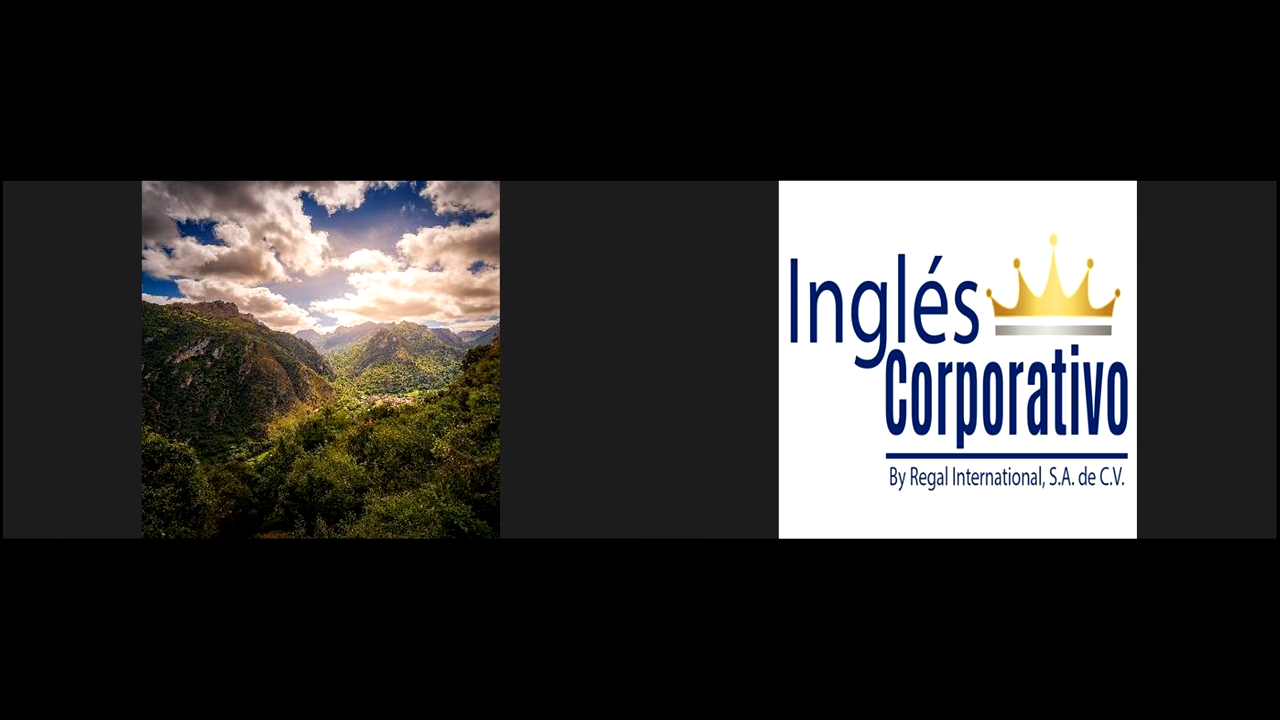 Inglés
Corporativo
By Regal International, S.A. de C.V.